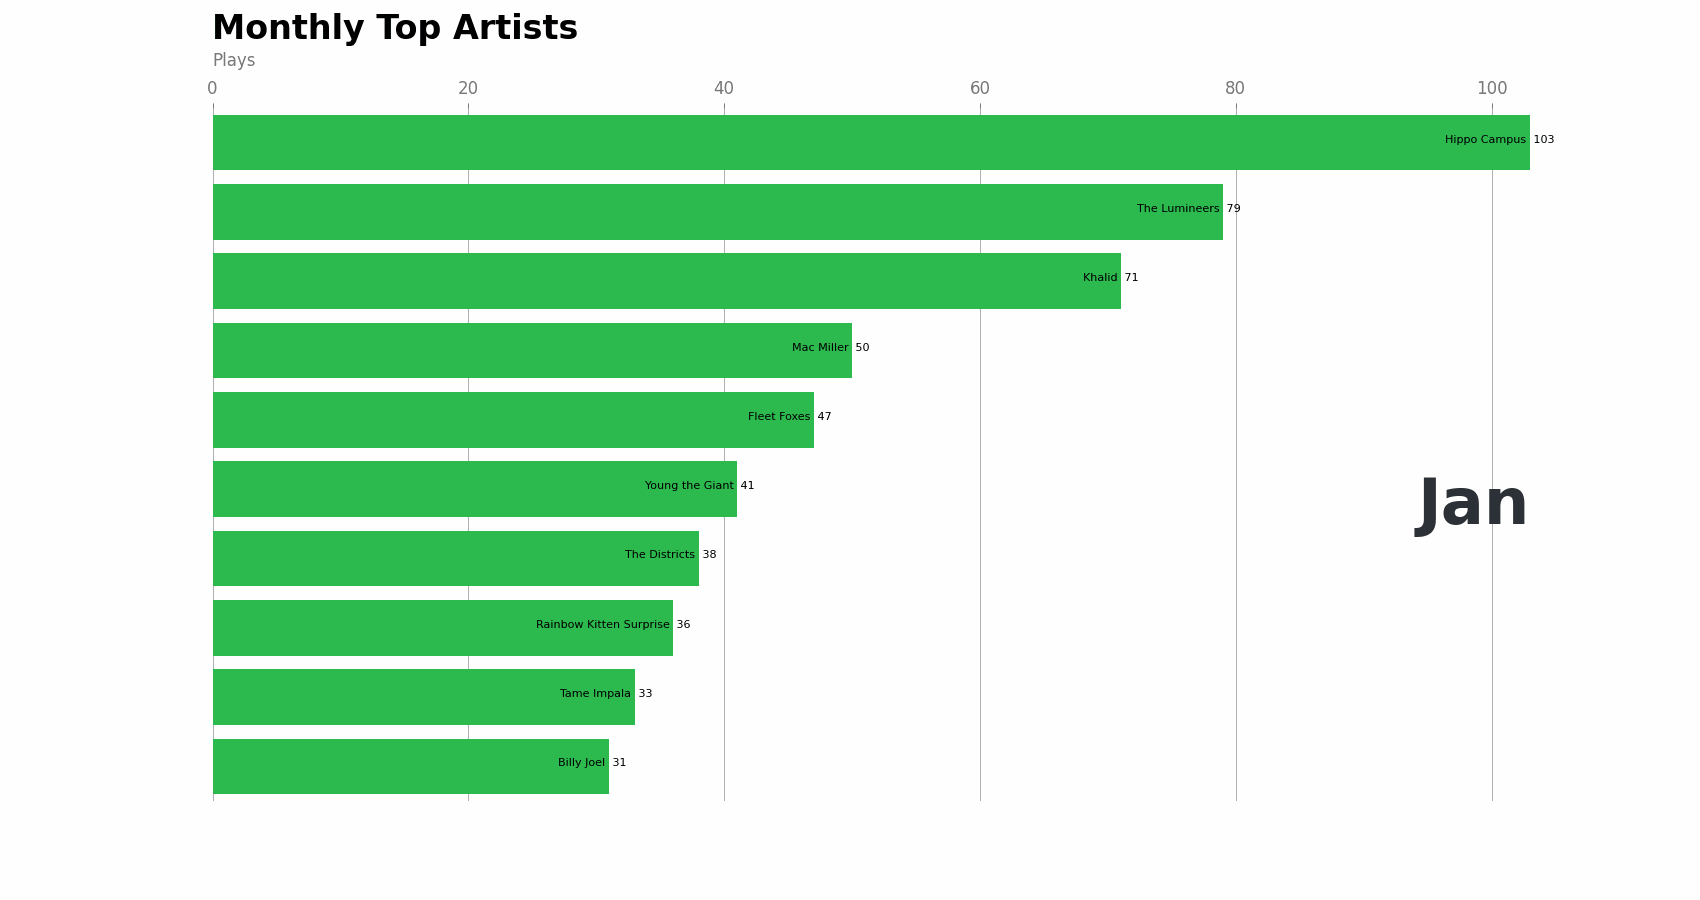 Monthly Top Artists
Plays
0 20 40 60 80 100
Hippo Campus 103
The Lumineers 79
Khalid 71
Mac Miller 50
Fleet Foxes 47
Young the Giant 41
Jan
The Districts 38
Rainbow Kitten Surprise 36
Tame Impala 33
Billy Joel 31